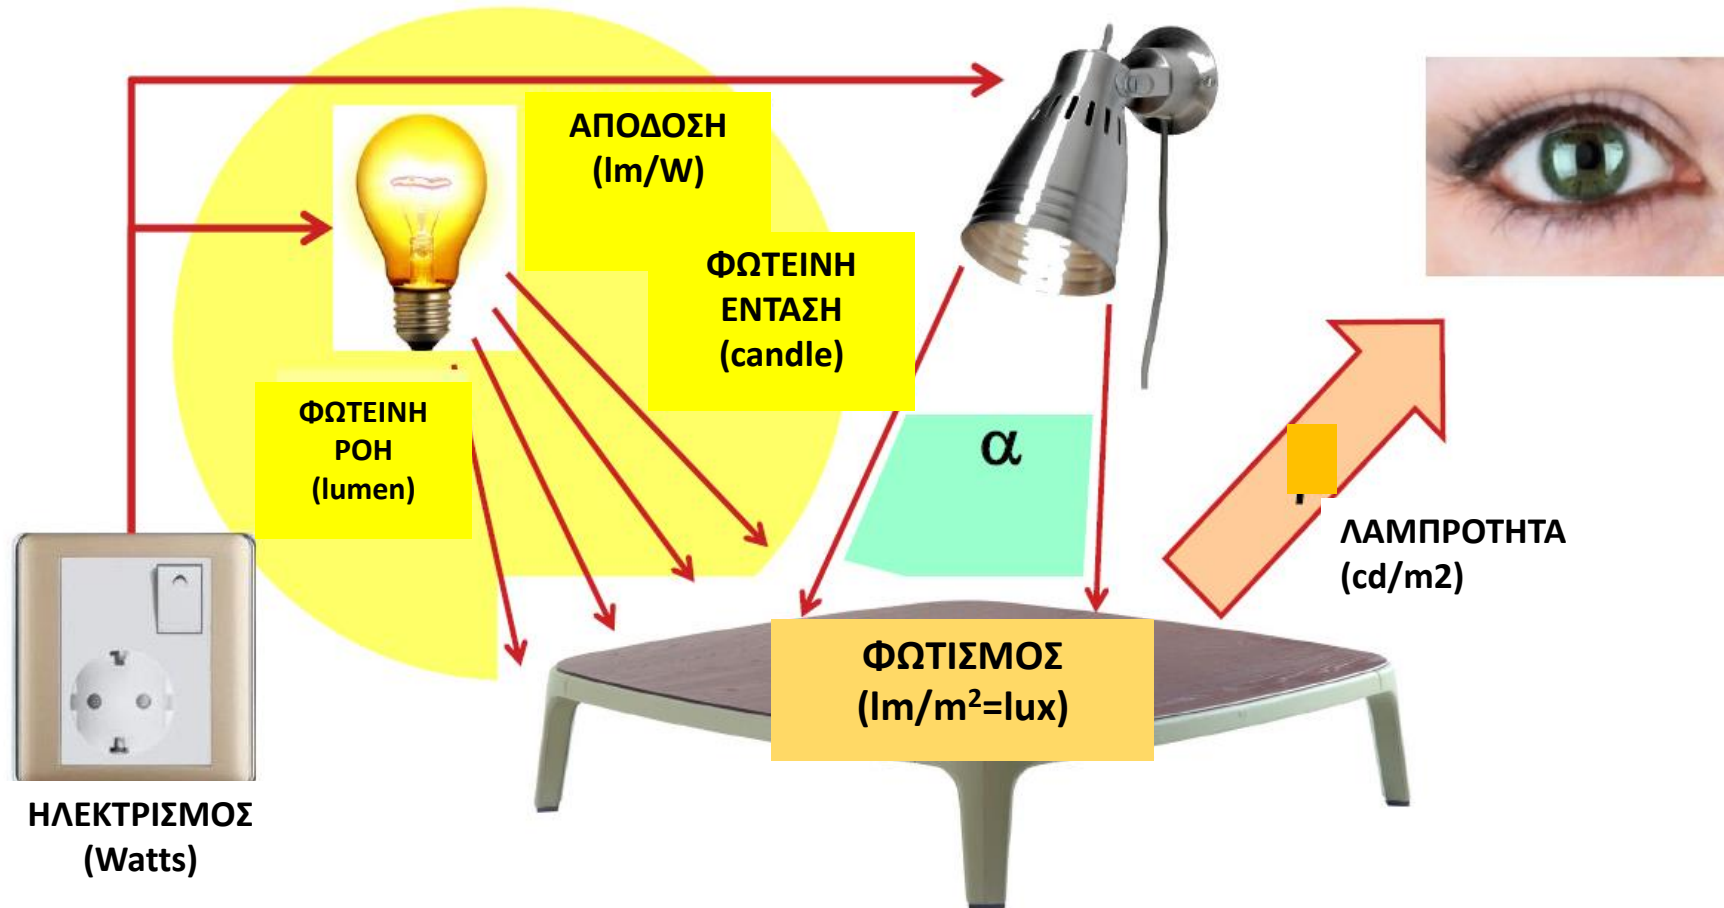 ΑΠΟΔΟΣΗ
(lm/W)
ΦΩΤΕΙΝΗ
ΕΝΤΑΣΗ
(candle)
ΦΩΤΕΙΝΗ
ΡΟΗ
(lumen)
α
ΛΑΜΠΡΟΤΗΤΑ
(cd/m2)
ΦΩΤΙΣΜΟΣ
(lm/m²=lux)
ΗΛΕΚΤΡΙΣΜΟΣ
(Watts)